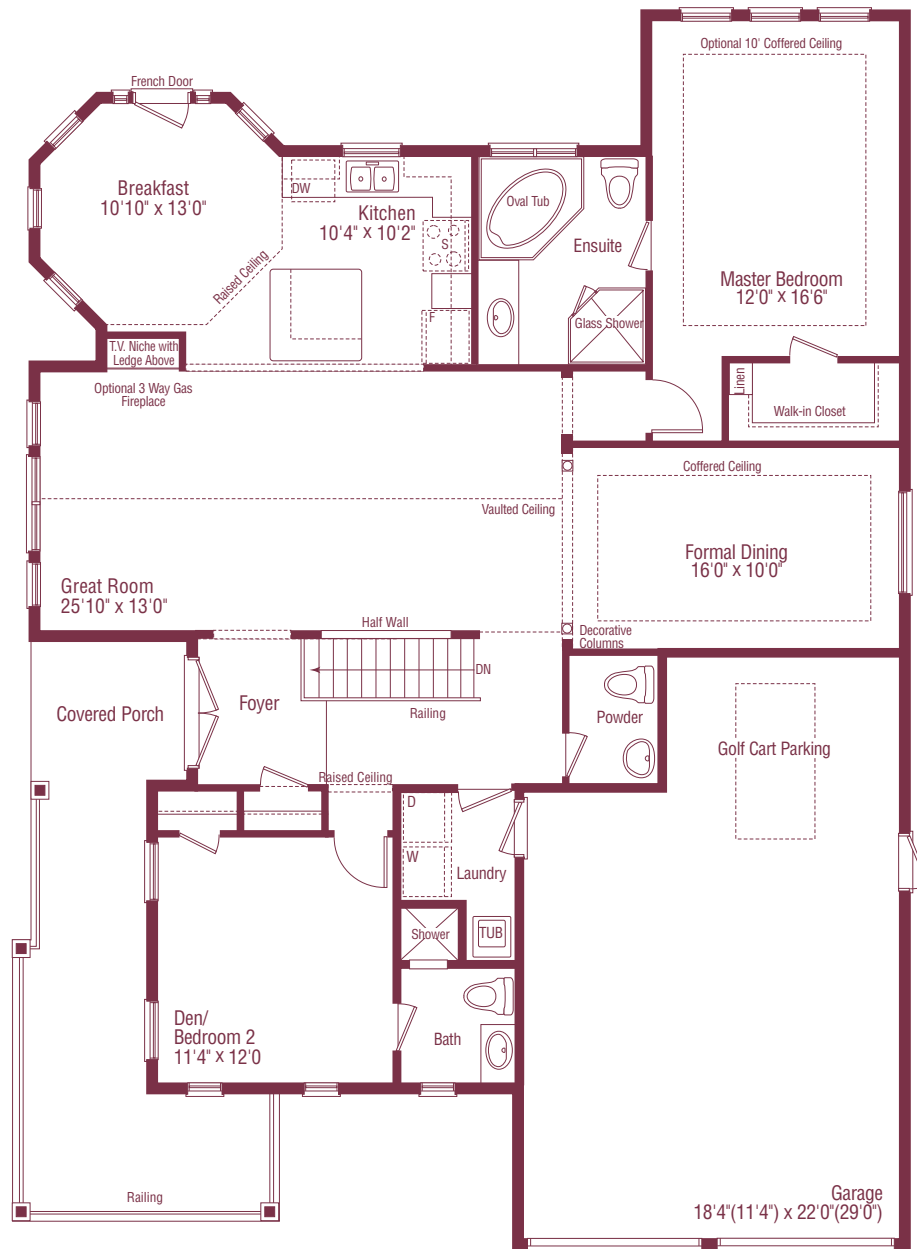 Optional 10' Coffered Ceiling
French Door
Breakfast
10'10" x 13'0"
DW
Kitchen
10'4" x 10'2"
S
F
Raised Ceiling
Oval Tub
Ensuite
Glass Shower
Master Bedroom
12'0" x 16'6"
T.V. Niche with
Ledge Above
Optional 3 Way Gas
Fireplace
Linen
Walk-in Closet
Coffered Ceiling
Vaulted Ceiling
Formal Dining
16'0" x 10'0"
Great Room
25'10" x 13'0"
Half Wall
Decorative
Columns
DN
Railing
Foyer
Covered Porch
Powder
Golf Cart Parking
Raised Ceiling
D
W
Laundry
Shower
TUB
Den/
Bedroom 2
11'4" x 12'0
Bath
Railing
Garage
18'4"(11'4") x 22'0"(29'0")